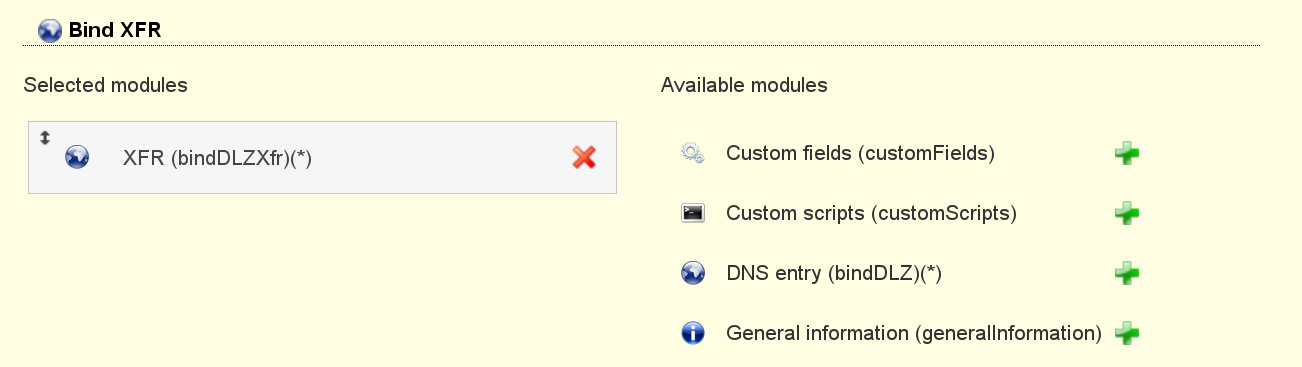 Bind XFR
Selected modules
XFR (bindDLZXfr)(*)
Available modules
Custom fields (customFields)
Custom scripts (customScripts)
DNS entry (bindDLZ)(*)
General information (generalInformation)